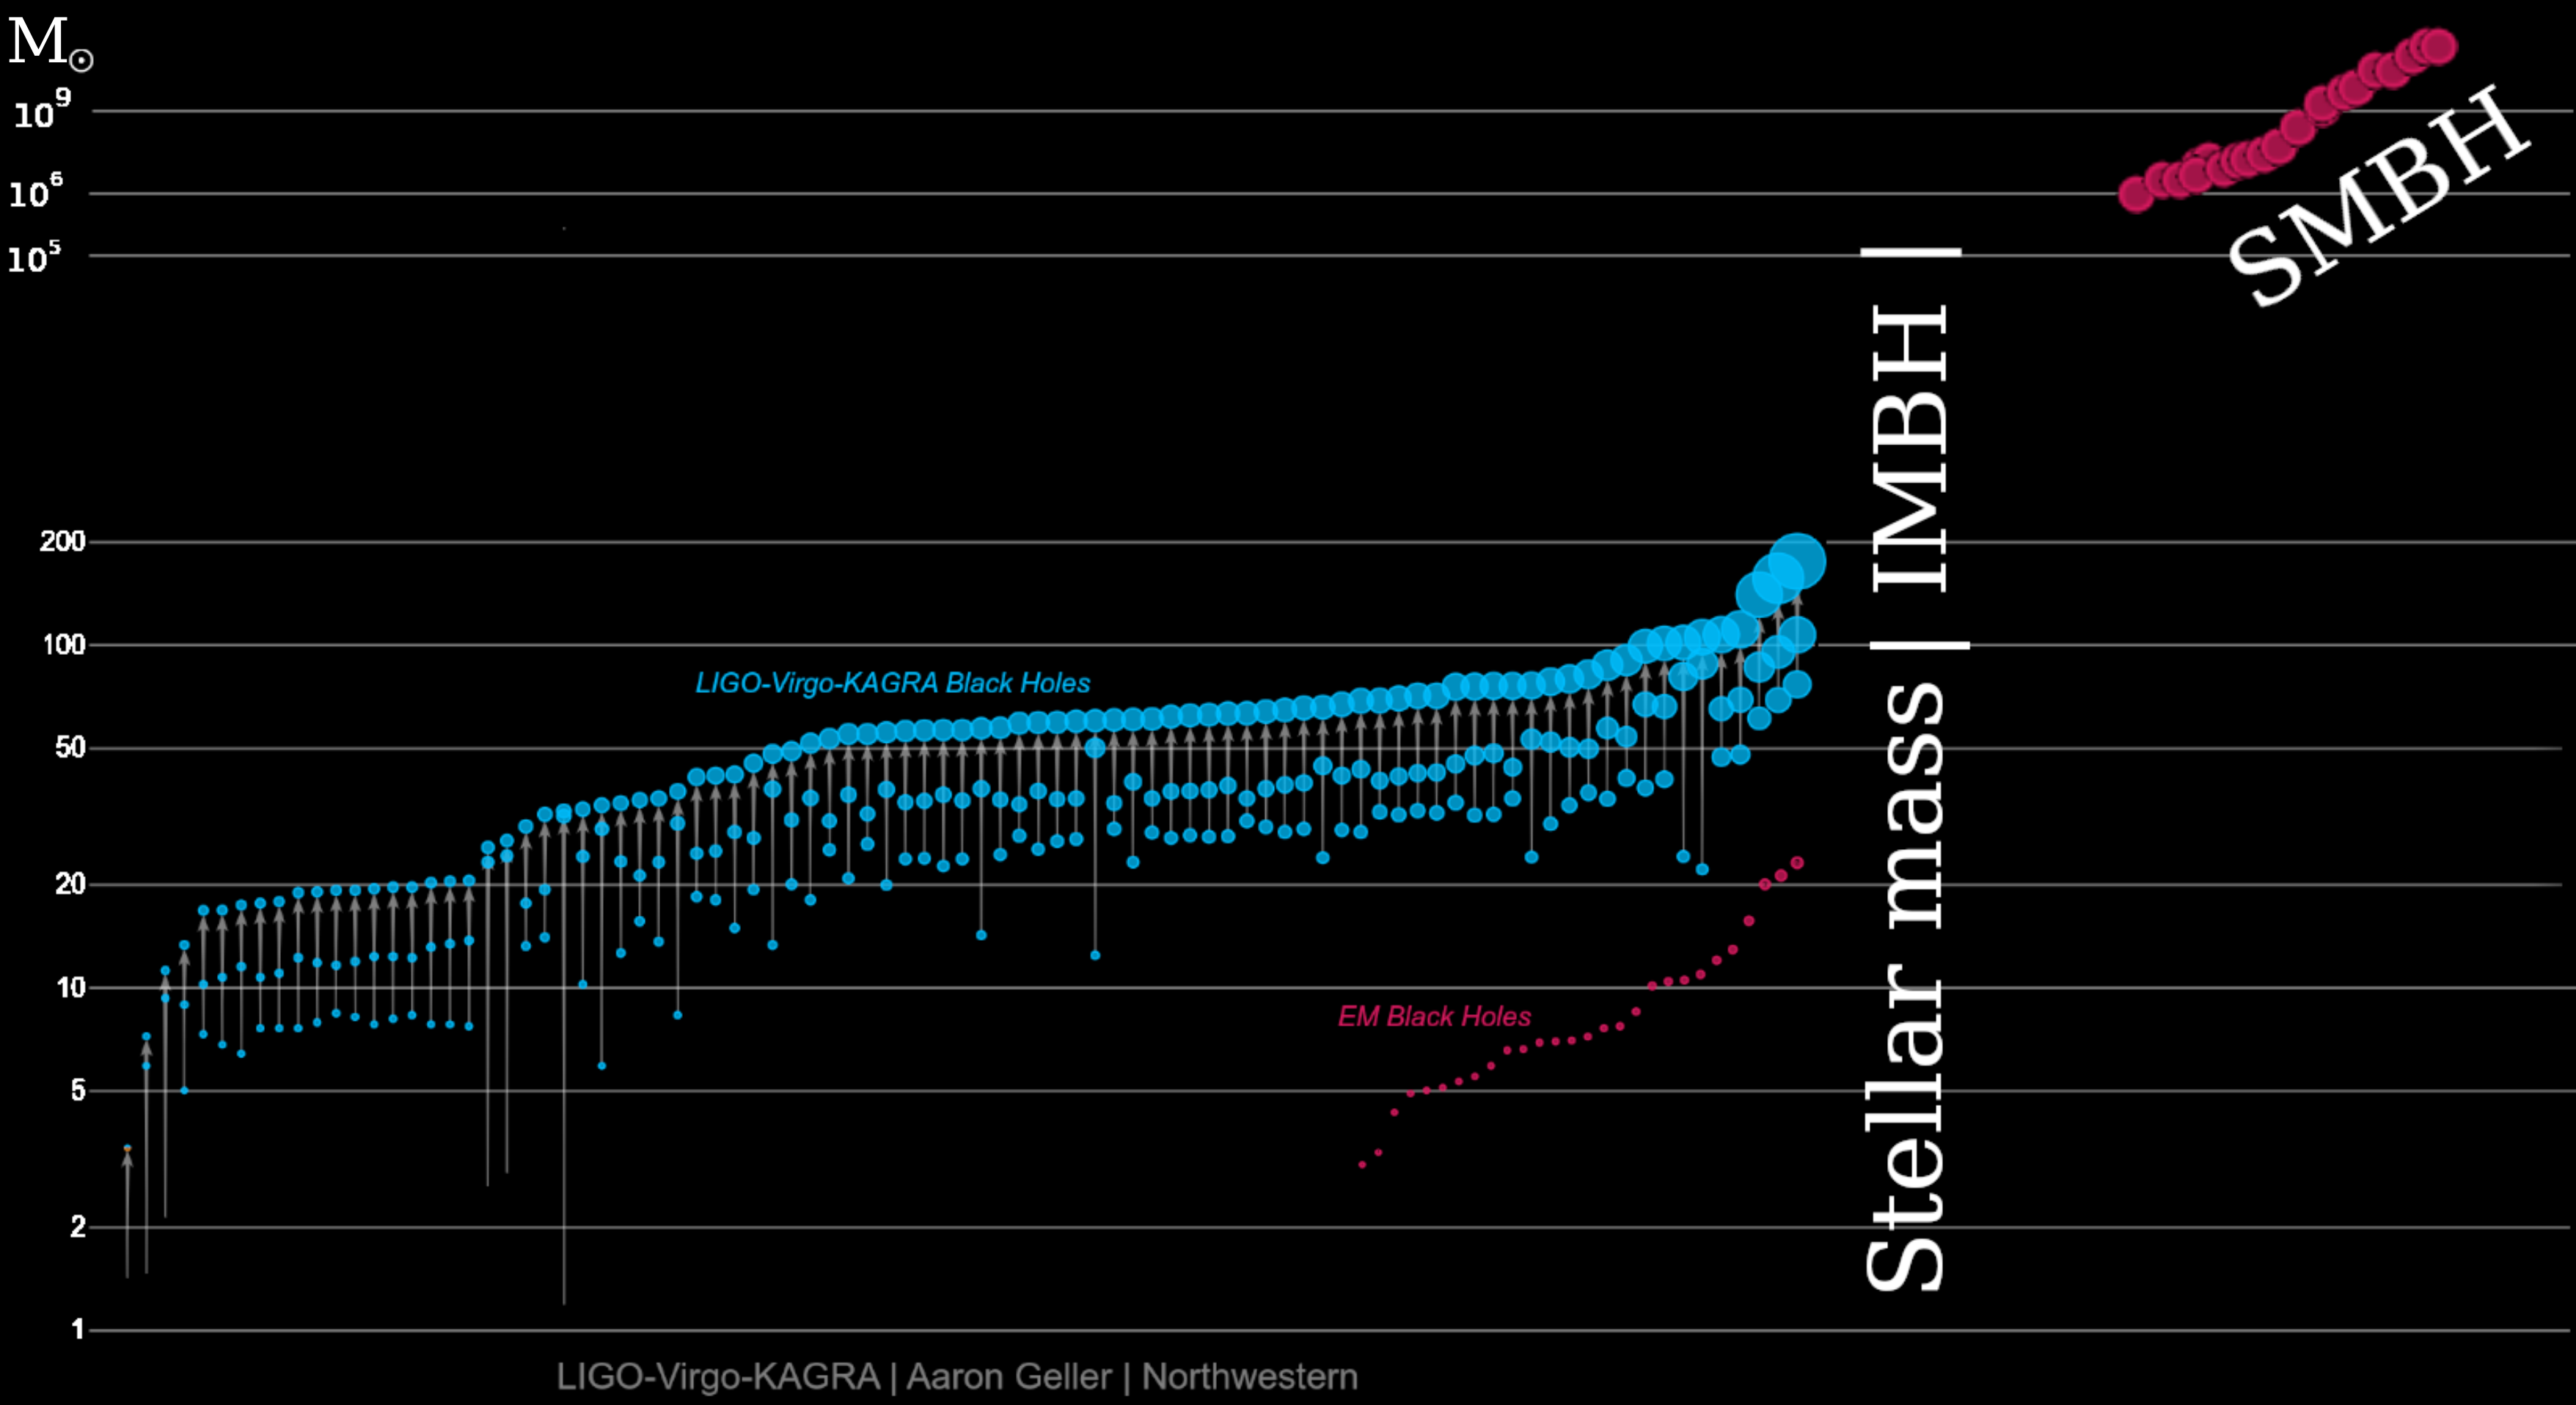 M☉
10⁹
10⁶
10⁵
200
100
50
20
10
5
2
1
LIGO-Virgo-KAGRA Black Holes
EM Black Holes
Stellar mass | IMBH |
SMBH
LIGO-Virgo-KAGRA | Aaron Geller | Northwestern